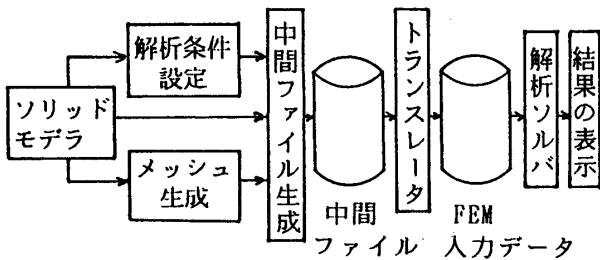 ソリッド
モデラ
解析条件
設定
メッシュ
生成
中間ファイル生成
中間
ファイル
トランスレータ
FEM
入力データ
解析ソルバ
結果の表示